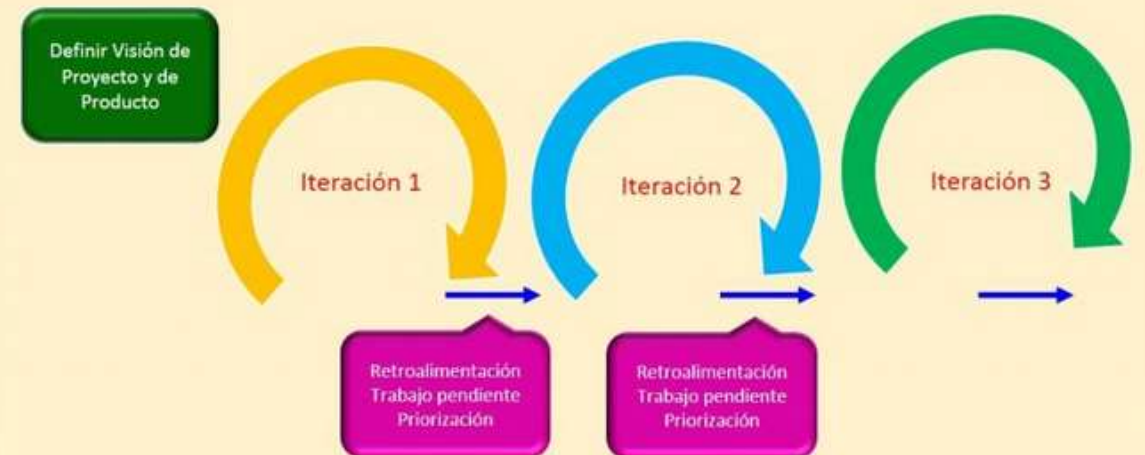 Definir Visión de
Proyecto y de
Producto
Iteración 1
Iteración 2
Iteración 3
Retroalimentación
Trabajo pendiente
Priorización
Retroalimentación
Trabajo pendiente
Priorización